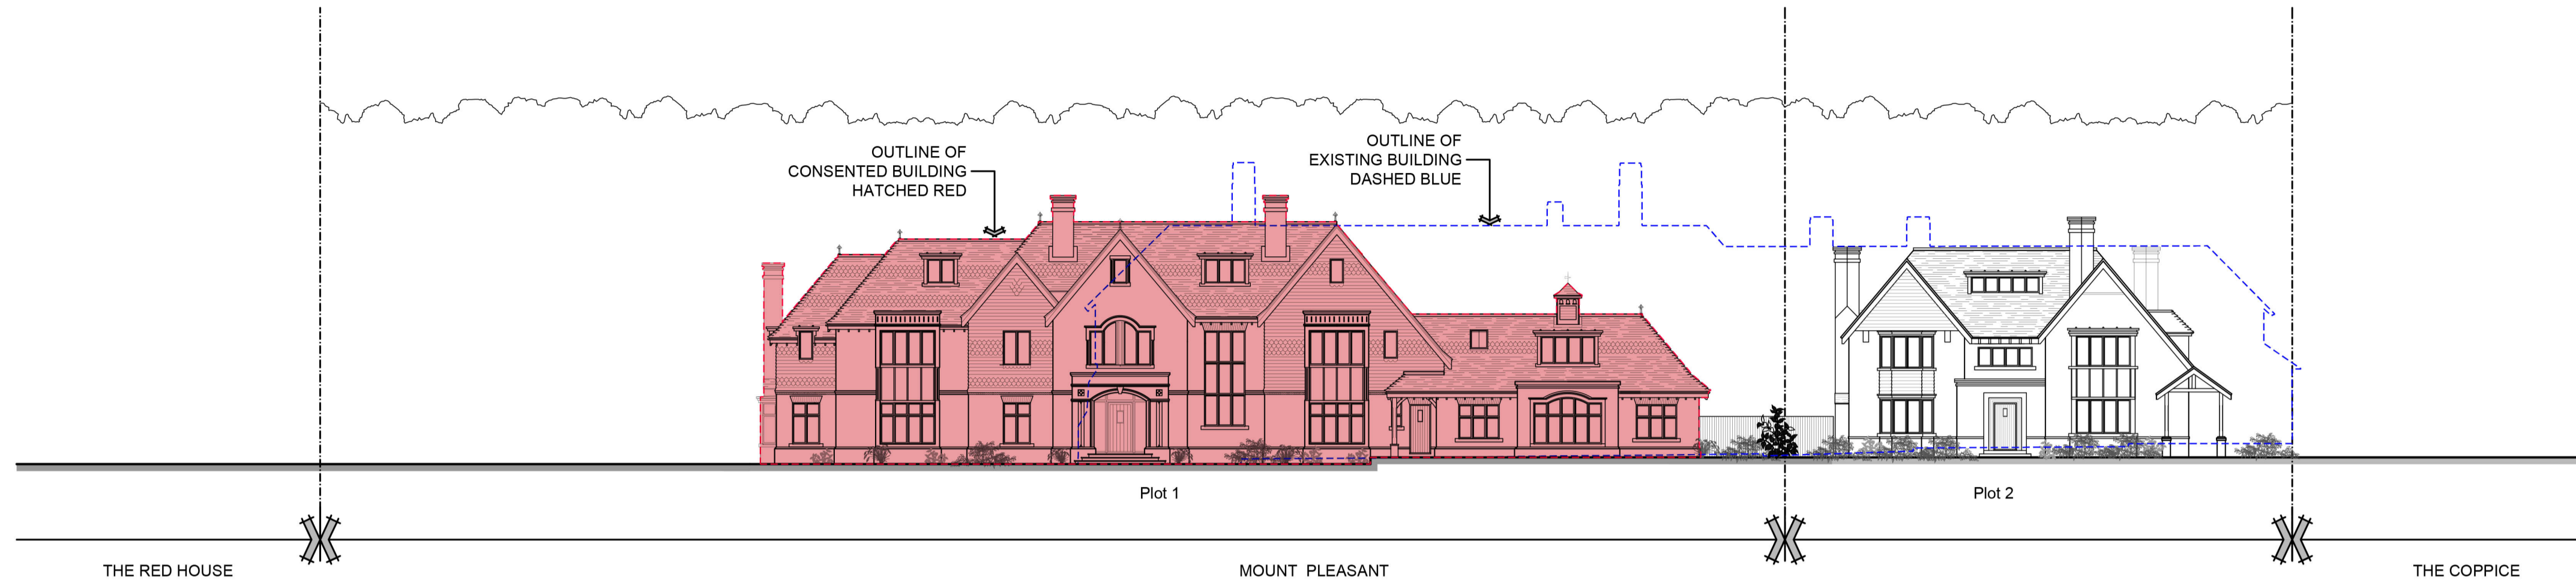 OUTLINE OF
CONSENTED BUILDING
HATCHED RED
OUTLINE OF
EXISTING BUILDING
DASHED BLUE
Plot 1
Plot 2
THE RED HOUSE
MOUNT PLEASANT
THE COPPICE